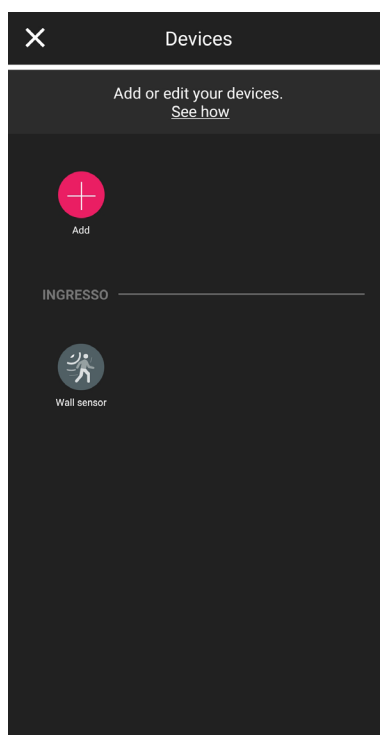 Devices
Add or edit your devices.
See how
Add
INGRESSO
Wall sensor